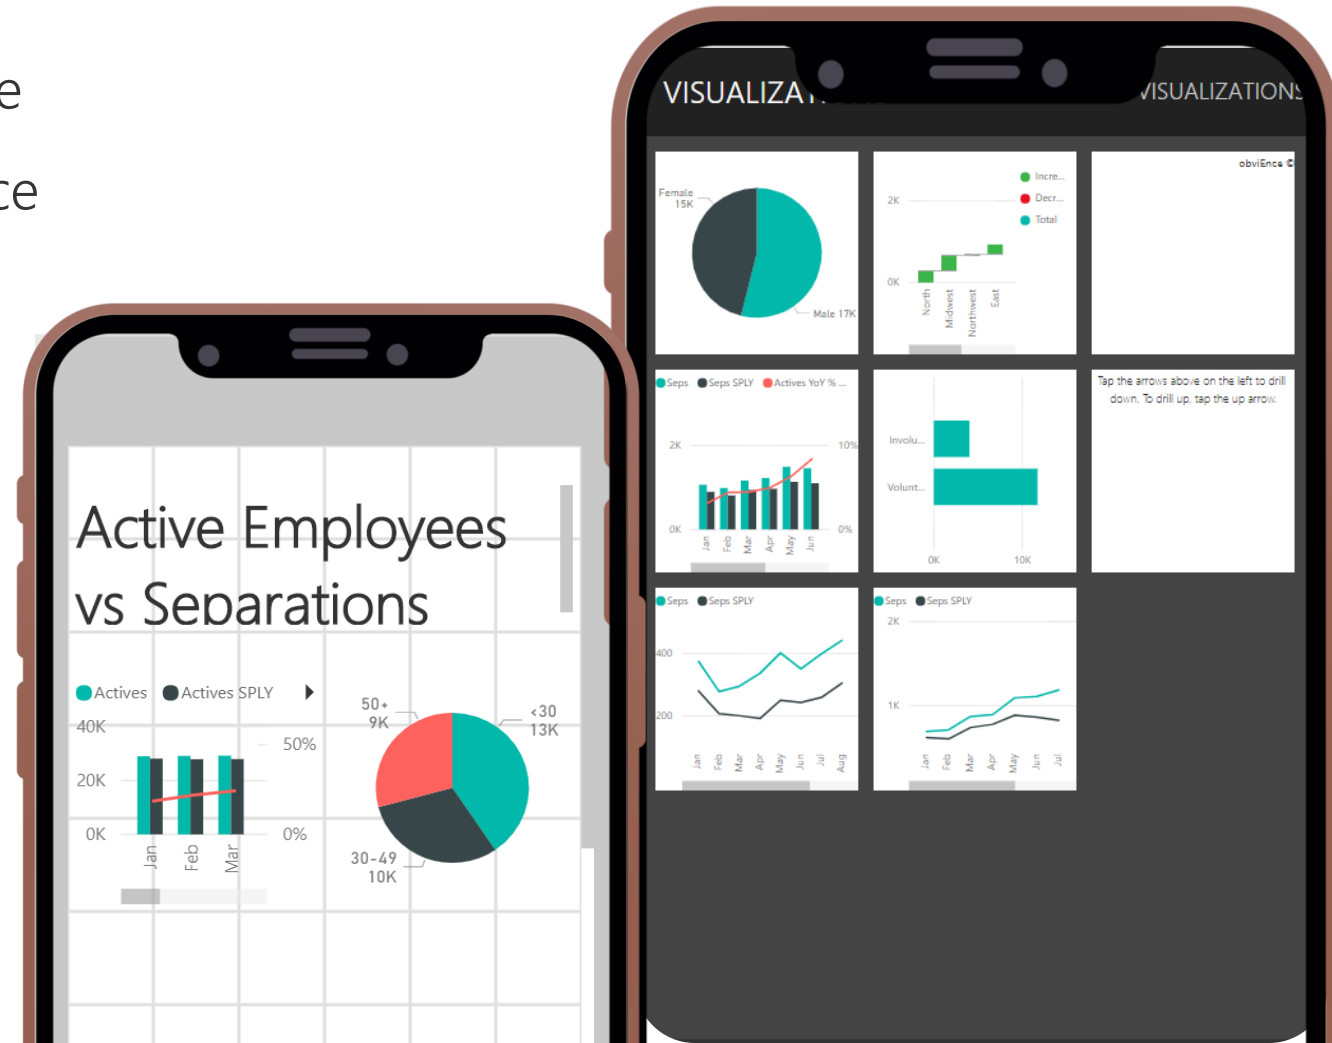 e
ce
Active Employees
vs Separations
Actives Actives SPLY
40K
20K
0K
50%
0%
Jan
Feb
Mar
50+
9K
<30
13K
30-49
10K
VISUALIZA
VISUALIZATIONS
Female
15K
Male 17K
Incre...
Decr...
Total
2K
0K
North
Midwest
Northwest
East
obviEnce ©
Seps Seps SPLY Actives YoY % ...
2K
0K
10%
0%
Jan
Feb
Mar
Apr
May
Jun
Involu...
Volunt...
0K
10K
Tap the arrows above on the left to drill
down. To drill up, tap the up arrow.
Seps Seps SPLY
400
200
Jan
Feb
Mar
Apr
May
Jun
Jul
Aug
Seps Seps SPLY
2K
1K
Jan
Feb
Mar
Apr
May
Jun
Jul